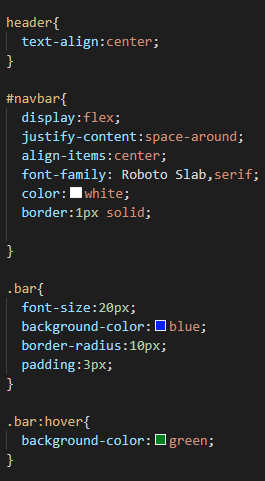 header{
text-align:center;
}
#navbar{
display:flex;
justify-content:space-around;
align-items:center;
font-family: Roboto Slab,serif;
color:white;
border:1px solid;
}
.bar{
font-size:20px;
background-color:blue;
border-radius:10px;
padding:3px;
}
.bar:hover{
background-color:green;
}